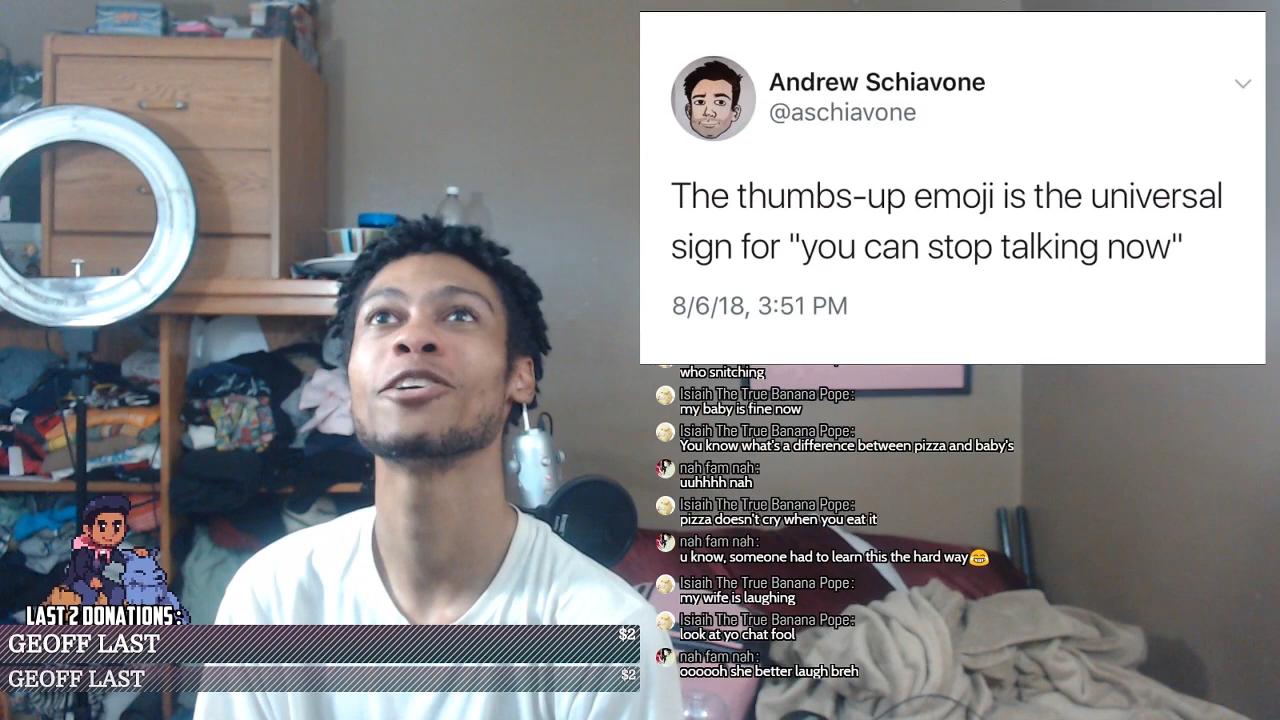 Andrew Schiavone
@aschiavone
The thumbs-up emoji is the universal
sign for "you can stop talking now"
8/6/18, 3:51 PM
who snitching
Isiaih The True Banana Pope:
my baby is fine now
Isiaih The True Banana Pope:
You know what's a difference between pizza and baby's
nah fam nah:
uuhhhh nah
Isiaih The True Banana Pope:
pizza doesn't cry when you eat it
nah fam nah:
u know, someone had to learn this the hard way😂
Isiaih The True Banana Pope:
my wife is laughing
Isiaih The True Banana Pope:
look at yo chat fool
nah fam nah:
oooooh she better laugh breh
LAST 2 DONATIONS:
GEOFF LAST $2
GEOFF LAST $2